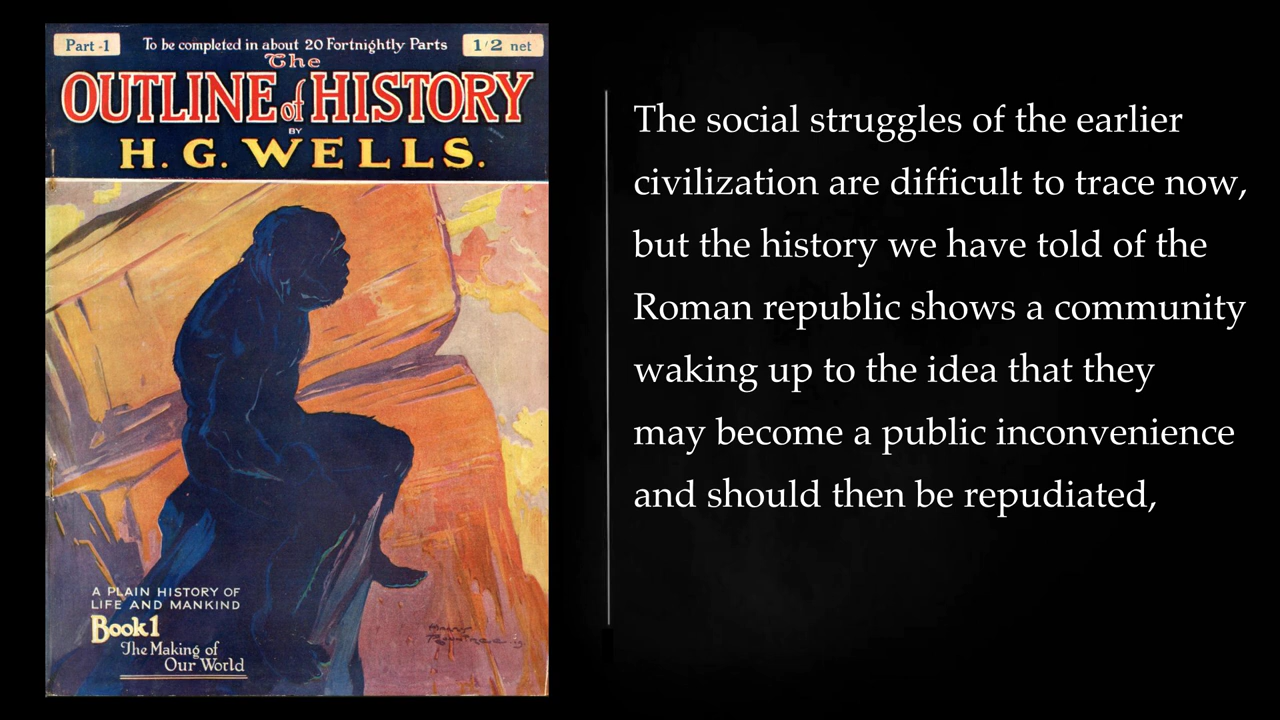 Part -1
To be completed in about 20 Fortnightly Parts
1/2 net
The
OUTLINE of HISTORY
BY
H. G. WELLS.
A PLAIN HISTORY OF
LIFE AND MANKIND
Book 1
The Making of
Our World
The social struggles of the earlier
civilization are difficult to trace now,
but the history we have told of the
Roman republic shows a community
waking up to the idea that they
may become a public inconvenience
and should then be repudiated,